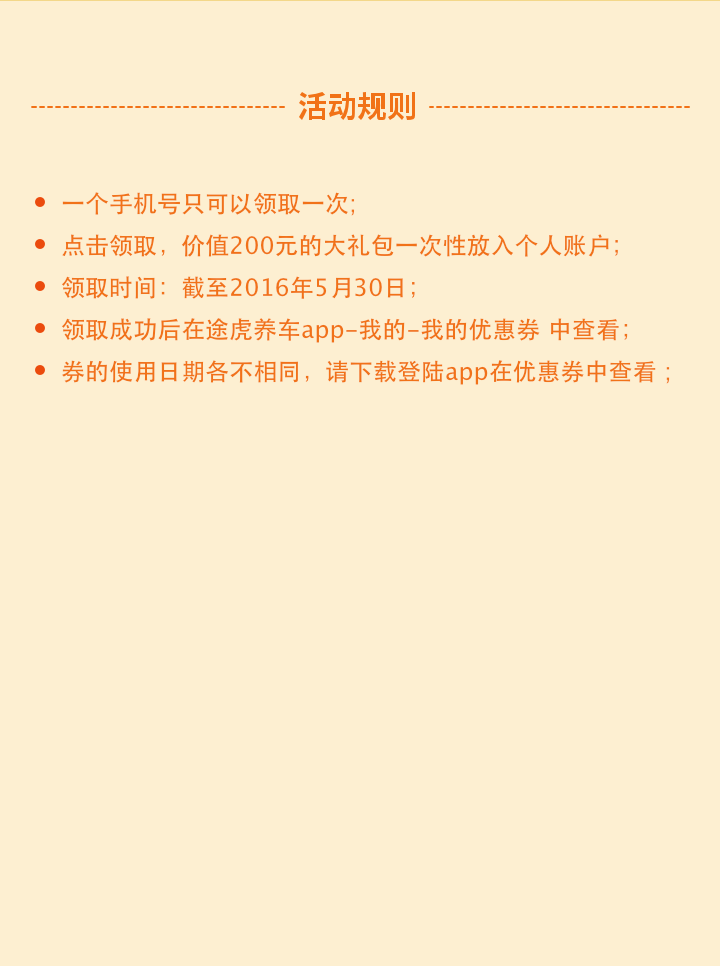 活动规则
一个手机号只可以领取一次;
点击领取，价值200元的大礼包一次性放入个人账户；
领取时间：截至2016年5月30日；
领取成功后在途虎养车app-我的-我的优惠券 中查看；
券的使用日期各不相同，请下载登陆app在优惠券中查看 ;